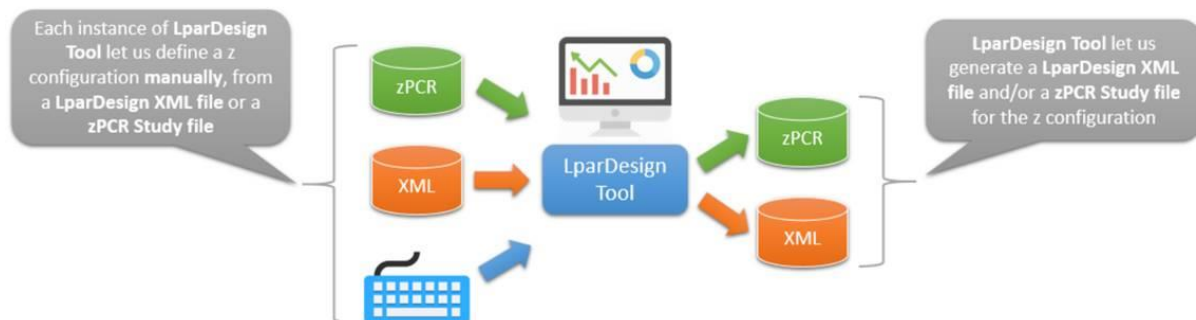 Each instance of LparDesign
Tool let us define a z
configuration manually, from
a LparDesign XML file or a
zPCR Study file
zPCR
XML
LparDesign
Tool
zPCR
XML
LparDesign Tool let us
generate a LparDesign XML
file and/or a zPCR Study file
for the z configuration